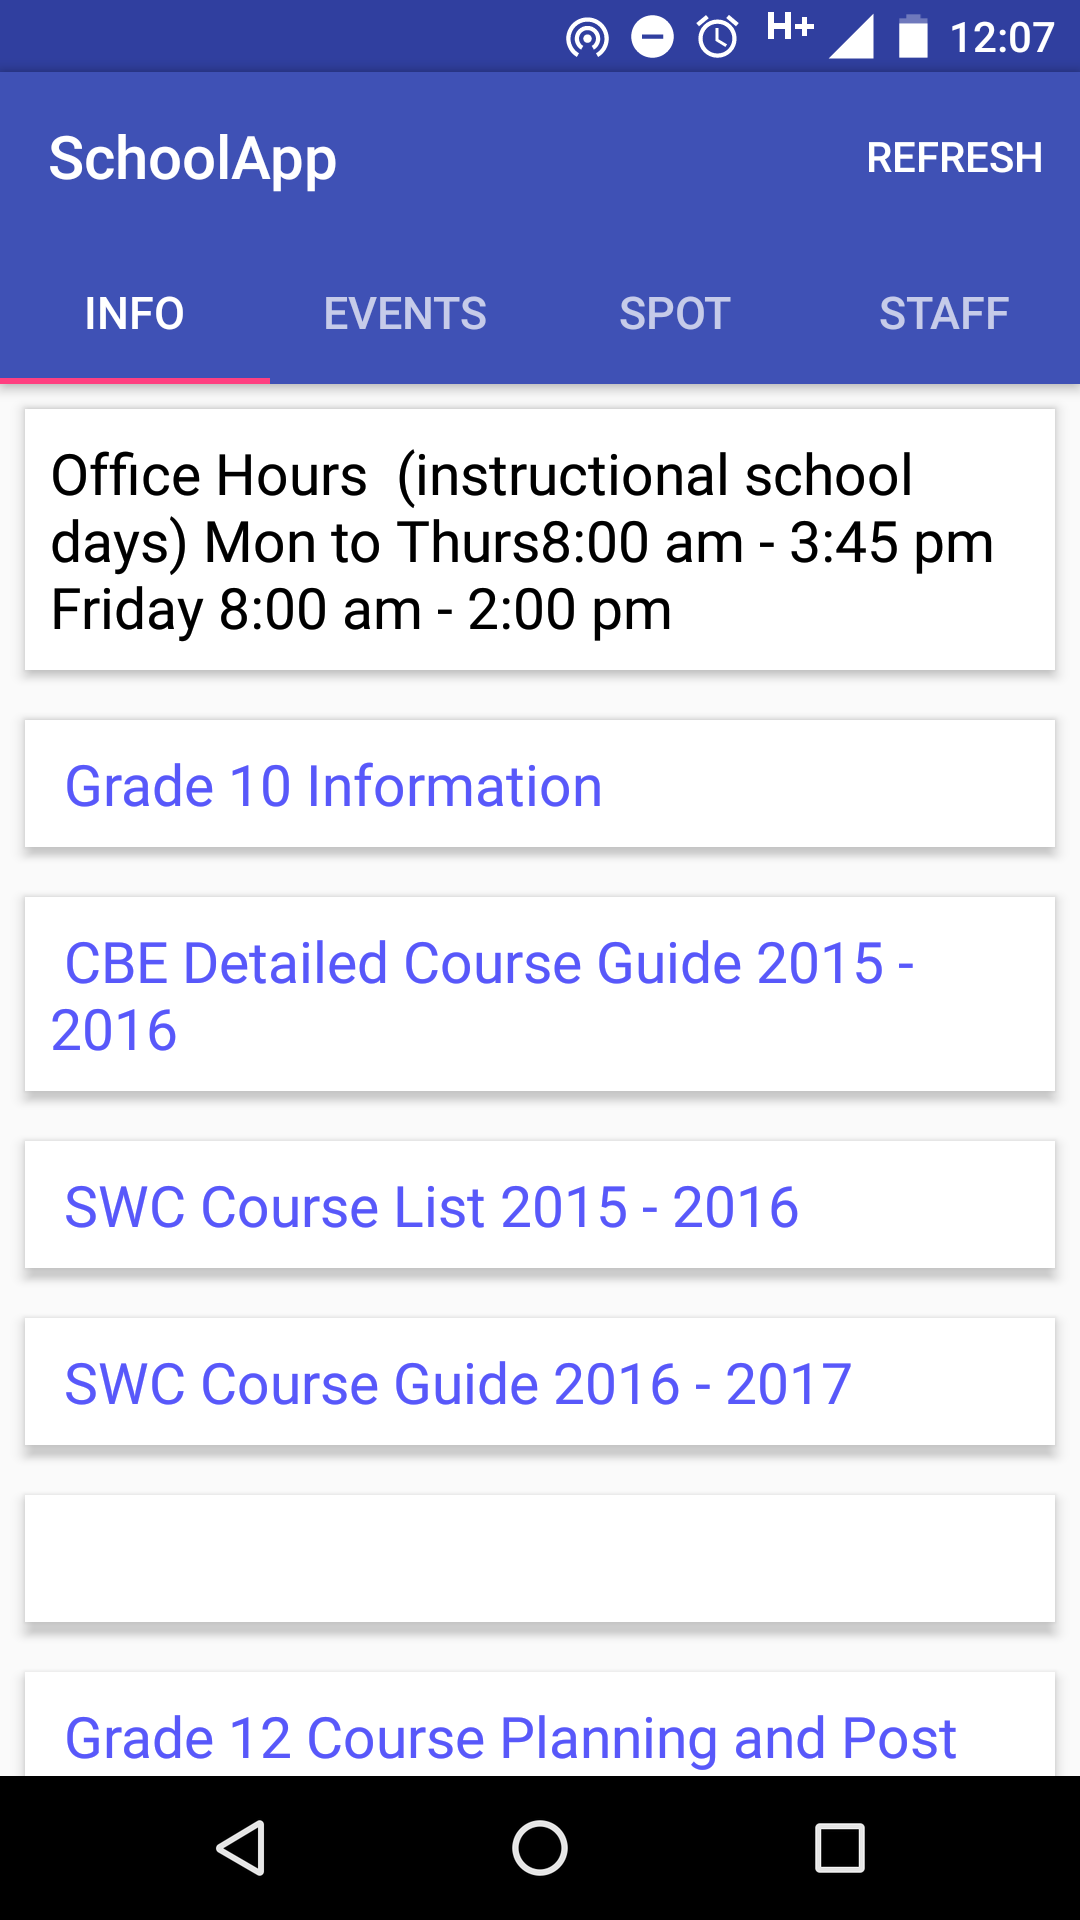 H+ 12:07
SchoolApp REFRESH
INFO EVENTS SPOT STAFF
Office Hours  (instructional school
days) Mon to Thurs8:00 am - 3:45 pm
Friday 8:00 am - 2:00 pm
Grade 10 Information
CBE Detailed Course Guide 2015 -
2016
SWC Course List 2015 - 2016
SWC Course Guide 2016 - 2017
Grade 12 Course Planning and Post